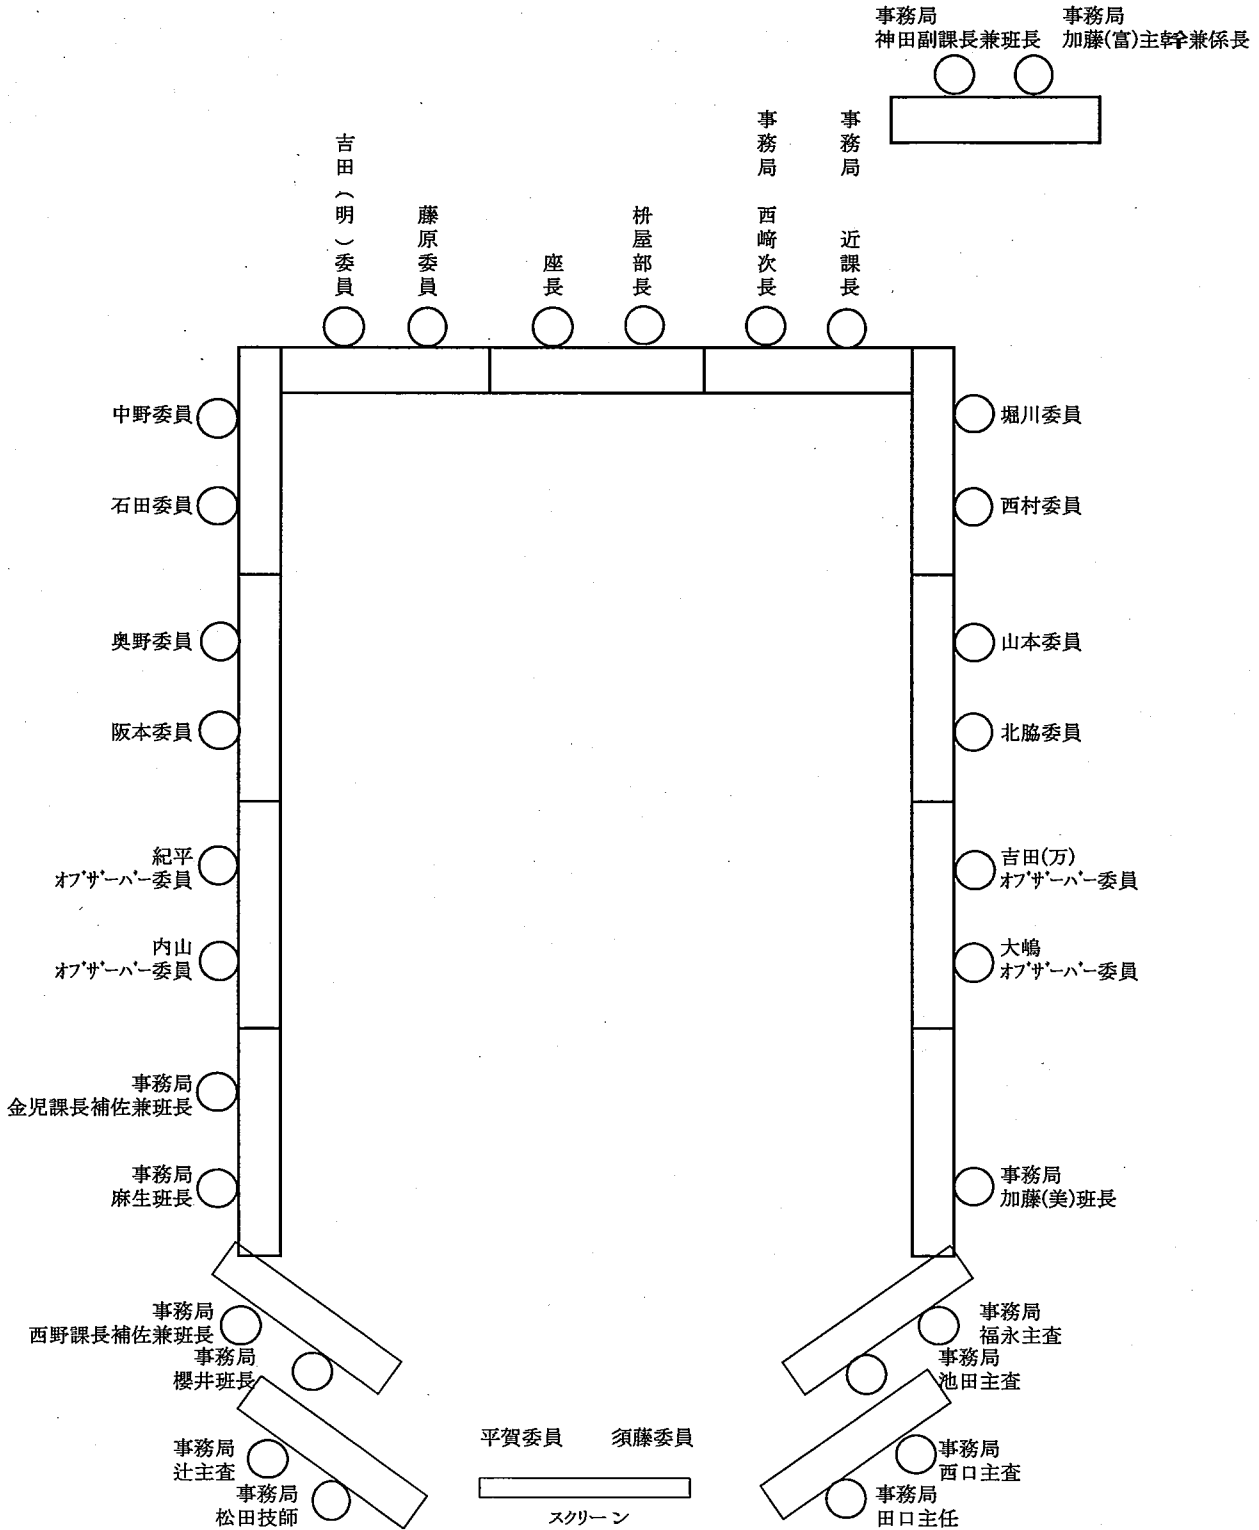 事務局
神田副課長兼班長
事務局
加藤(富)主幹兼係長
吉田(明)委員
藤原委員
座長
枡屋部長
事務局 西﨑次長
事務局 近課長
中野委員
石田委員
奥野委員
阪本委員
紀平
オブザーバー委員
内山
オブザーバー委員
事務局
金児課長補佐兼班長
事務局
麻生班長
堀川委員
西村委員
山本委員
北脇委員
吉田(万)
オブザーバー委員
大嶋
オブザーバー委員
事務局
加藤(美)班長
事務局
西野課長補佐兼班長
事務局
櫻井班長
事務局
辻主査
事務局
松田技師
平賀委員
須藤委員
スクリーン
事務局
福永主査
事務局
池田主査
事務局
西口主査
事務局
田口主任